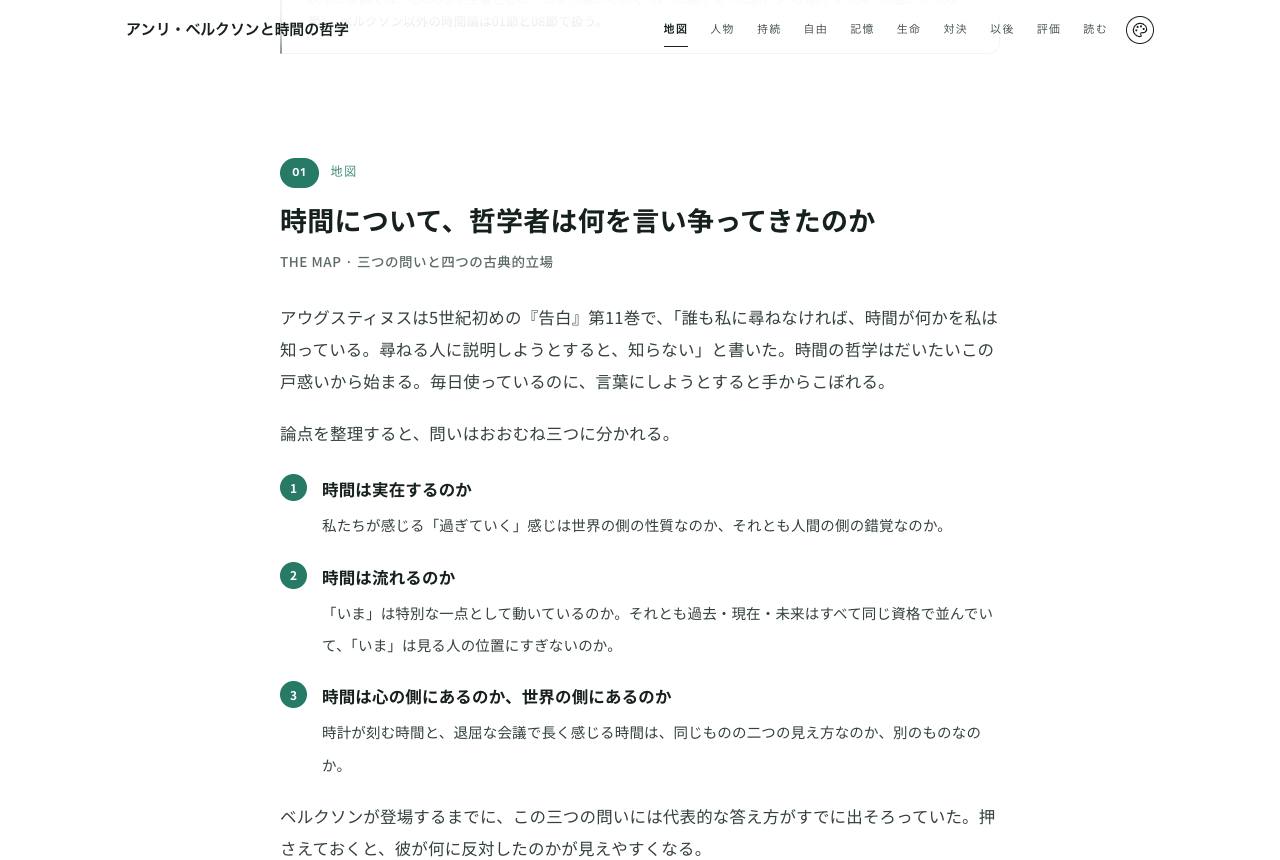 アンリ・ベルクソンと時間の哲学
地図 人物 持続 自由 記憶 生命 対決 以後 評価 読む
ルクソン以外の時間論は01節と08節で扱う。
01 地図
時間について、哲学者は何を言い争ってきたのか
THE MAP · 三つの問いと四つの古典的立場
アウグスティヌスは5世紀初めの『告白』第11巻で、「誰も私に尋ねなければ、時間が何かを私は
知っている。尋ねる人に説明しようとすると、知らない」と書いた。時間の哲学はだいたいこの
戸惑いから始まる。毎日使っているのに、言葉にしようとすると手からこぼれる。
論点を整理すると、問いはおおむね三つに分かれる。
1 時間は実在するのか
私たちが感じる「過ぎていく」感じは世界の側の性質なのか、それとも人間の側の錯覚なのか。
2 時間は流れるのか
「いま」は特別な一点として動いているのか。それとも過去・現在・未来はすべて同じ資格で並んでい
て、「いま」は見る人の位置にすぎないのか。
3 時間は心の側にあるのか、世界の側にあるのか
時計が刻む時間と、退屈な会議で長く感じる時間は、同じものの二つの見え方なのか、別のものなの
か。
ベルクソンが登場するまでに、この三つの問いには代表的な答え方がすでに出そろっていた。押
さえておくと、彼が何に反対したのかが見えやすくなる。